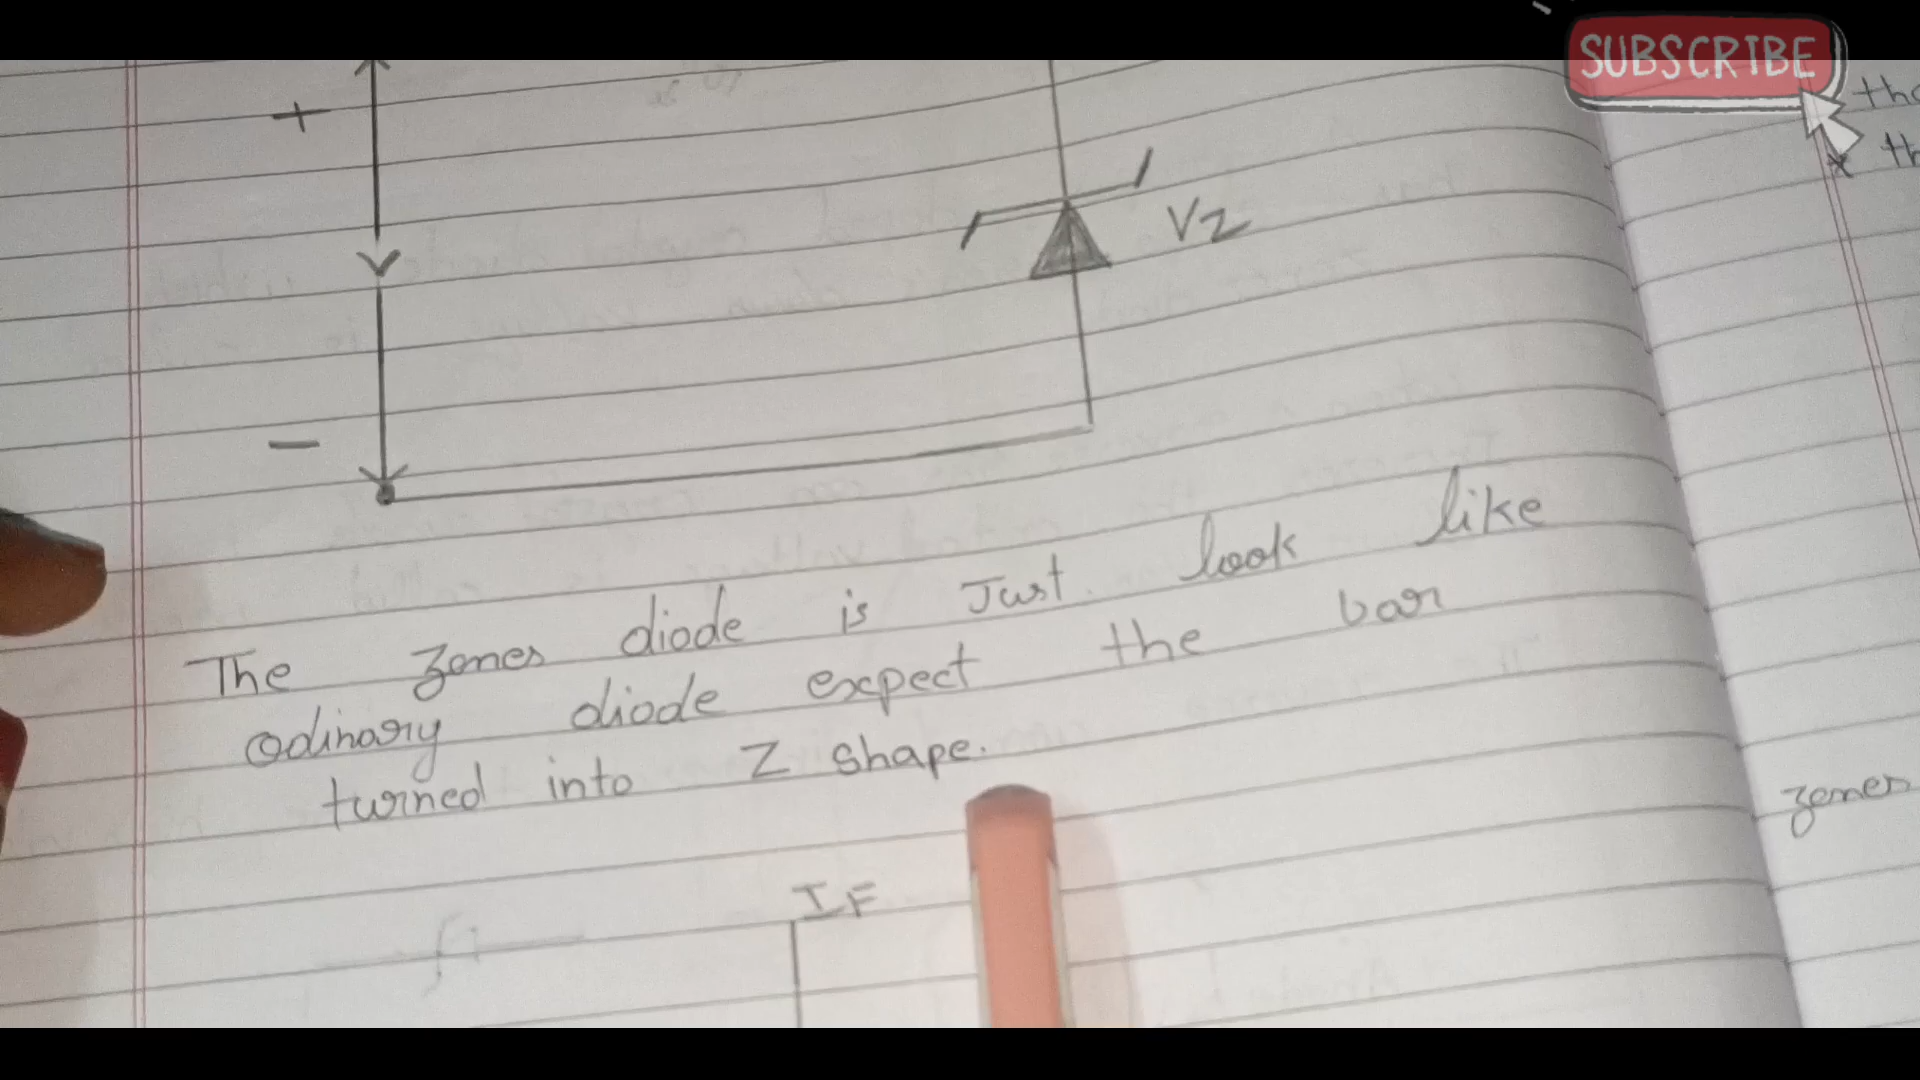 SUBSCRIBE
+
V
VZ
−
The zener diode is Just look like
odinary diode expect the bar
turned into Z shape.
IF
th
zener